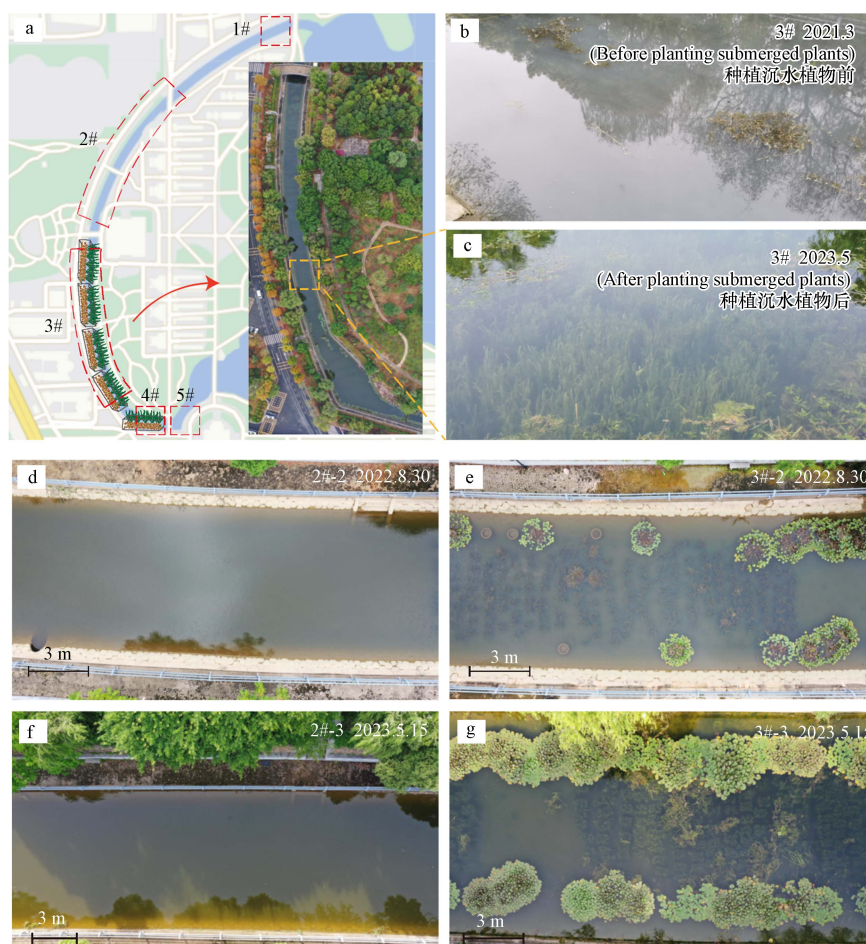 a
1#
2#
3#
4#
5#
b
3# 2021.3
(Before planting submerged plants)
种植沉水植物前
c
3# 2023.5
(After planting submerged plants)
种植沉水植物后
d
2#-2 2022.8.30
3 m
e
3#-2 2022.8.30
3 m
f
2#-3 2023.5.15
3 m
g
3#-3 2023.5.15
3 m